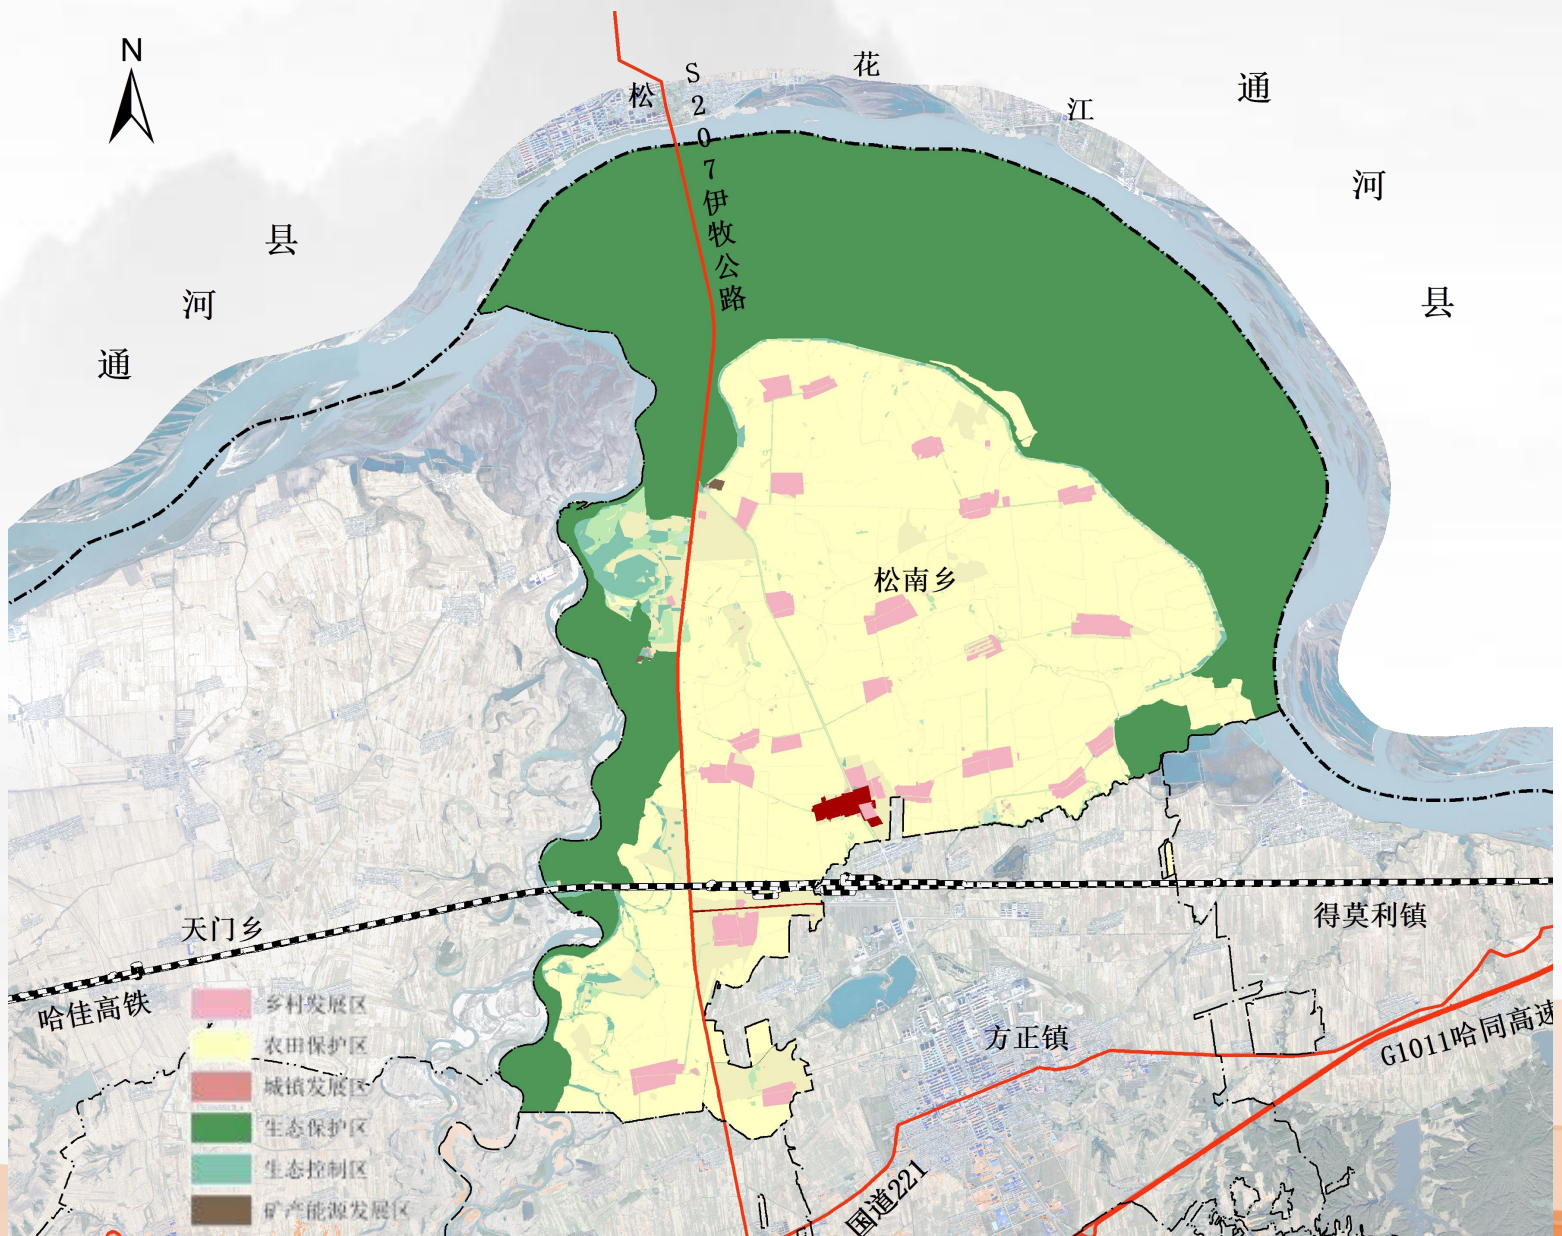 N
松
花
江
S207伊牧公路
通
河
县
县
河
通
松南乡
天门乡
得莫利镇
哈佳高铁
方正镇
G1011哈同高速
国道221
乡村发展区
农田保护区
城镇发展区
生态保护区
生态控制区
矿产能源发展区